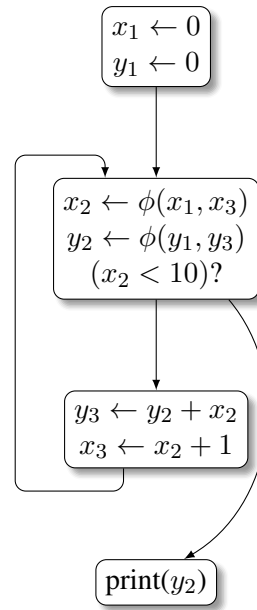 x₁ ← 0
y₁ ← 0
x₂ ← ϕ(x₁, x₃)
y₂ ← ϕ(y₁, y₃)
(x₂ < 10)?
y₃ ← y₂ + x₂
x₃ ← x₂ + 1
print(y₂)